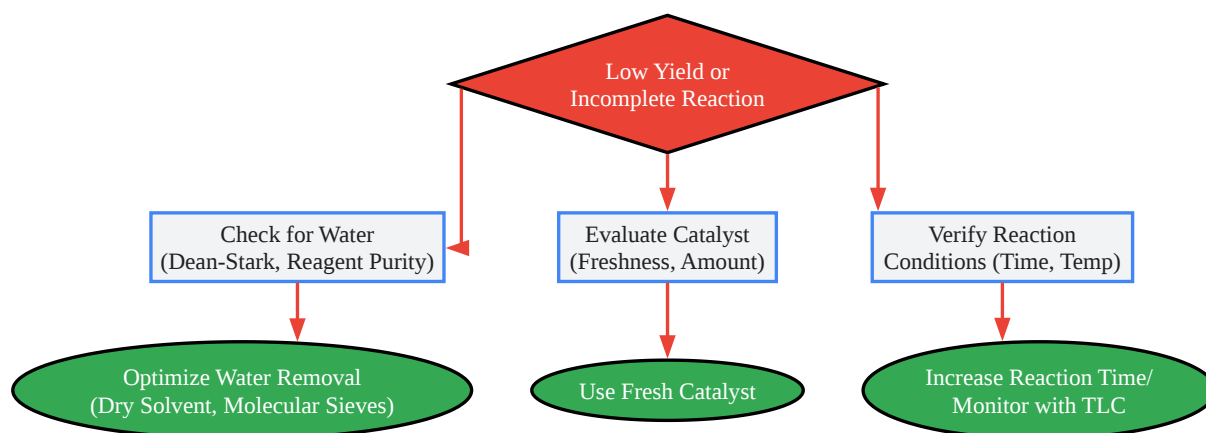 Low Yield or
Incomplete Reaction
Check for Water
(Dean-Stark, Reagent Purity)
Evaluate Catalyst
(Freshness, Amount)
Verify Reaction
Conditions (Time, Temp)
Optimize Water Removal
(Dry Solvent, Molecular Sieves)
Use Fresh Catalyst
Increase Reaction Time/
Monitor with TLC